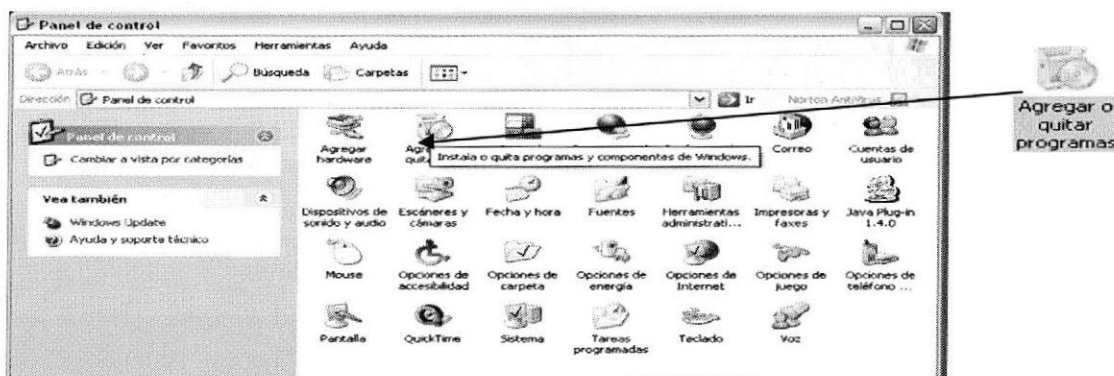 Panel de control
Archivo Edición Ver Favoritos Herramientas Ayuda
Atrás Búsqueda Carpetas
Dirección Panel de control Ir Norton AntiVirus
Panel de control
Cambiar a vista por categorías
Vea también
Windows Update
Ayuda y soporte técnico
Agregar hardware
Instala o quita programas y componentes de Windows.
Correo
Cuentas de usuario
Dispositivos de sonido y audio
Escáneres y cámaras
Fecha y hora
Fuentes
Herramientas administrati...
Impresoras y faxes
Java Plug-in 1.4.0
Mouse
Opciones de accesibilidad
Opciones de carpeta
Opciones de energía
Opciones de Internet
Opciones de juego
Opciones de teléfono ...
Pantalla
QuickTime
Sistema
Tareas programadas
Teclado
Voz
Agregar o
quitar
programas